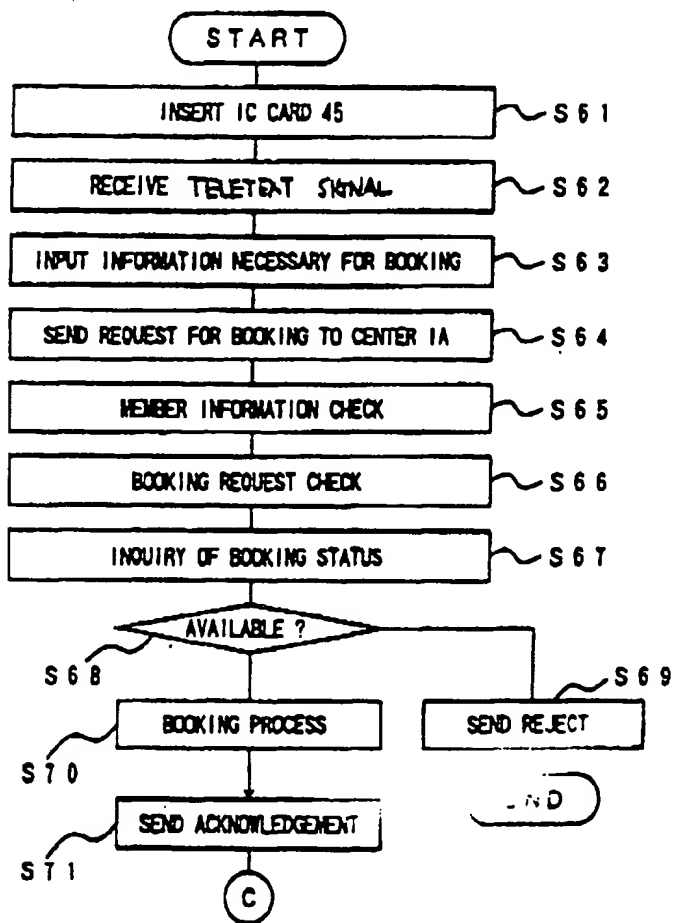 START
INSERT IC CARD 45
S61
RECEIVE TELETEXT SIGNAL
S62
INPUT INFORMATION NECESSARY FOR BOOKING
S63
SEND REQUEST FOR BOOKING TO CENTER 1A
S64
MEMBER INFORMATION CHECK
S65
BOOKING REQUEST CHECK
S66
INQUIRY OF BOOKING STATUS
S67
AVAILABLE ?
S68
S69
BOOKING PROCESS
SEND REJECT
S70
END
SEND ACKNOWLEDGEMENT
S71
C